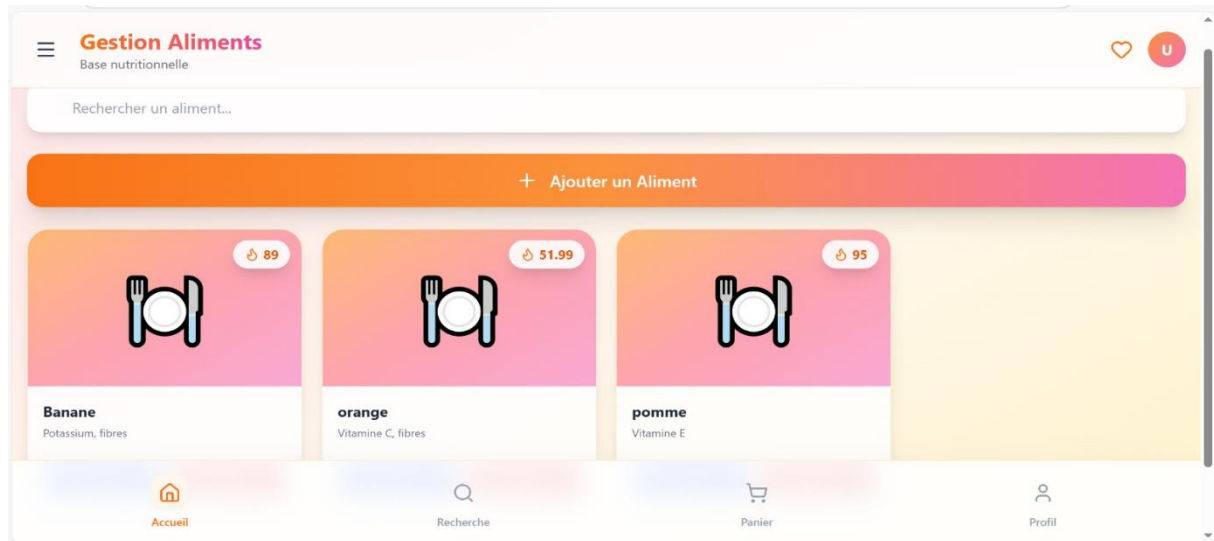 Gestion Aliments
Base nutritionnelle
U
Rechercher un aliment...
+ Ajouter un Aliment
89
51.99
95
Banane
Potassium, fibres
orange
Vitamine C, fibres
pomme
Vitamine E
Accueil
Recherche
Panier
Profil